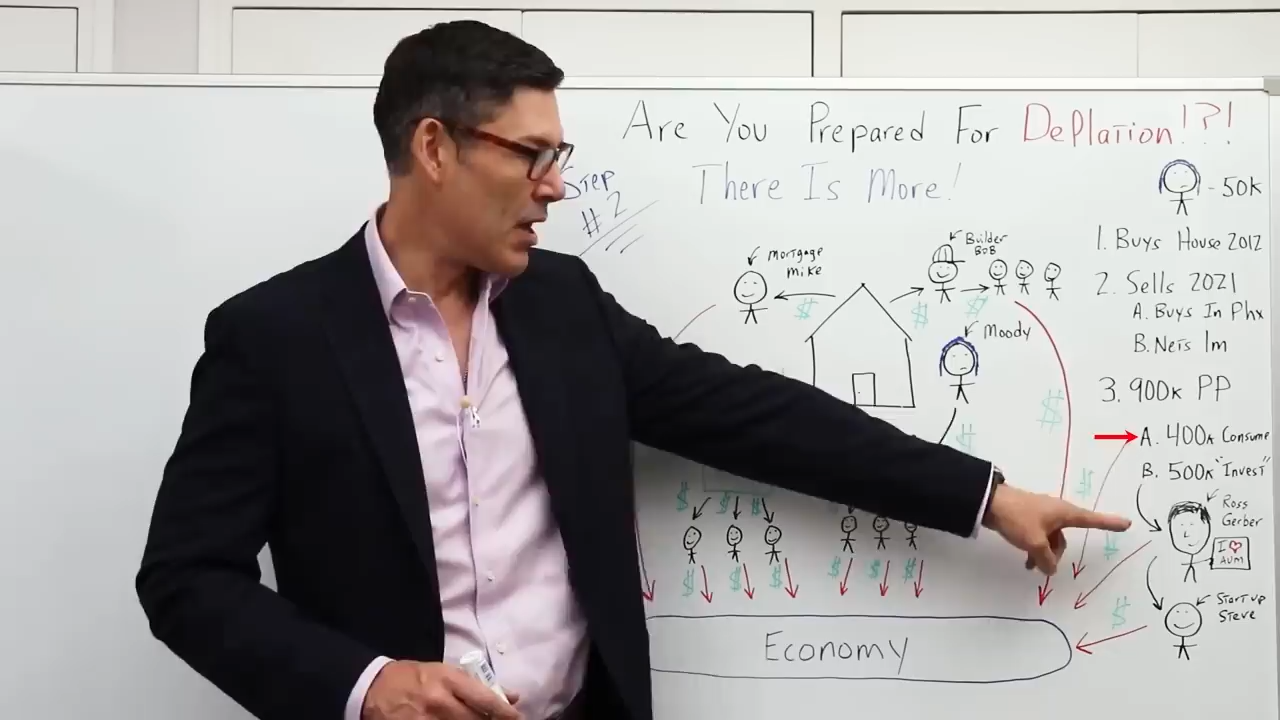 Are You Prepared For Deflation!?!
There Is More!
Step
#2
- 50K
1. Buys House 2012
2. Sells 2021
A. Buys In Phx
B. Nets 1m
3. 900K PP
A. 400K Consume
B. 500K "Invest"
Mortgage
Mike
Builder
Bob
Moody
$ $ $
$
$
$
$ $ $
$ $ $
$ $ $
$
$
$
Ross
Gerber
I ♡
AUM
Startup
Steve
Economy